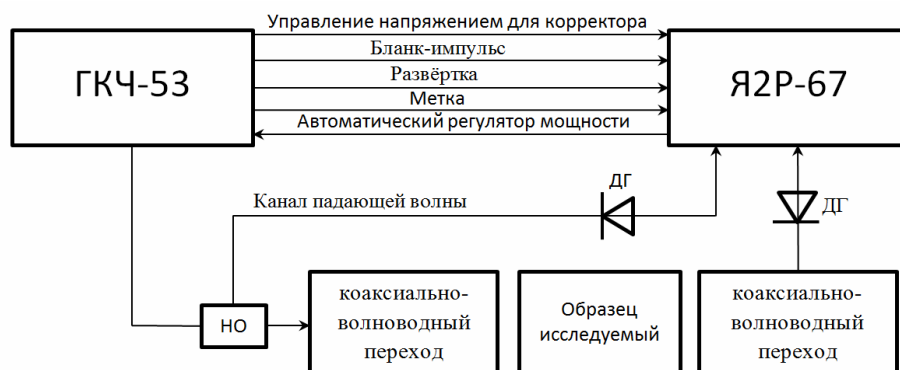 Управление напряжением для корректора
Бланк-импульс
ГКЧ-53
Развёртка
Я2Р-67
Метка
Автоматический регулятор мощности
ДГ
Канал падающей волны
ДГ
НО
коаксиально-
волноводный
переход
Образец
исследуемый
коаксиально-
волноводный
переход